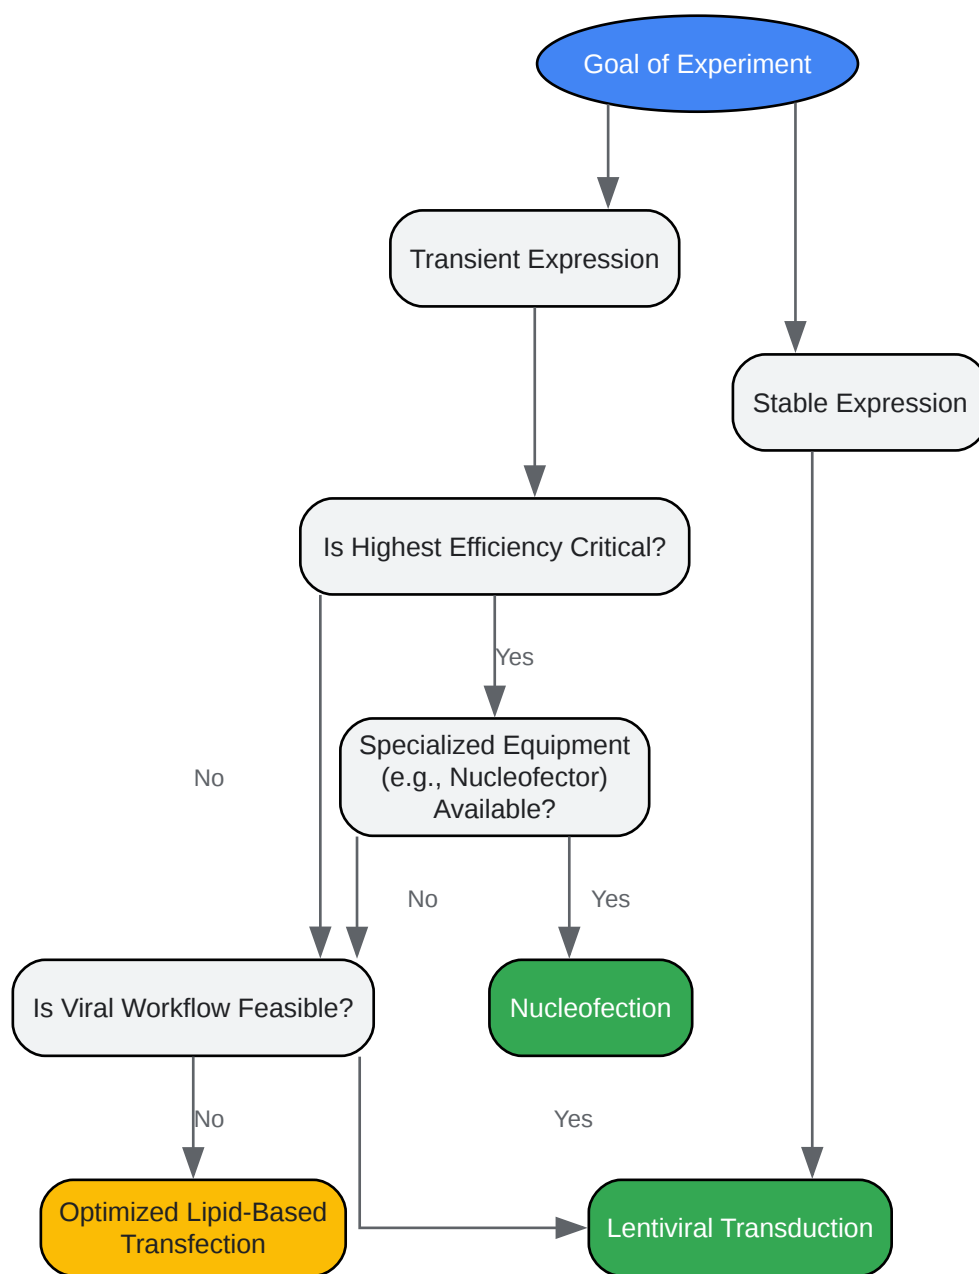 Goal of Experiment
Transient Expression
Stable Expression
Is Highest Efficiency Critical?
Yes
Specialized Equipment
(e.g., Nucleofector)
Available?
No
No
Yes
Is Viral Workflow Feasible?
Nucleofection
No
Yes
Optimized Lipid-Based
Transfection
Lentiviral Transduction